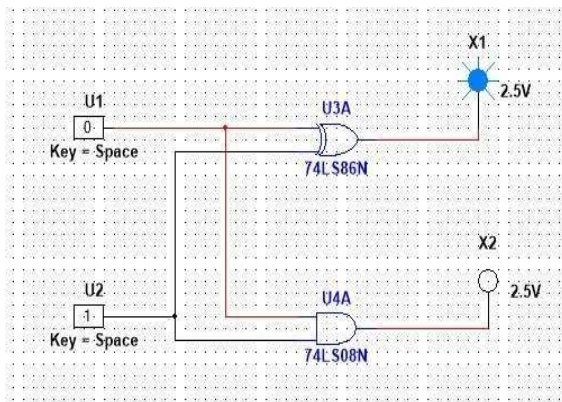 X1
2.5V
U1
0
Key = Space
U3A
74LS86N
X2
2.5V
U2
1
Key = Space
U4A
74LS08N